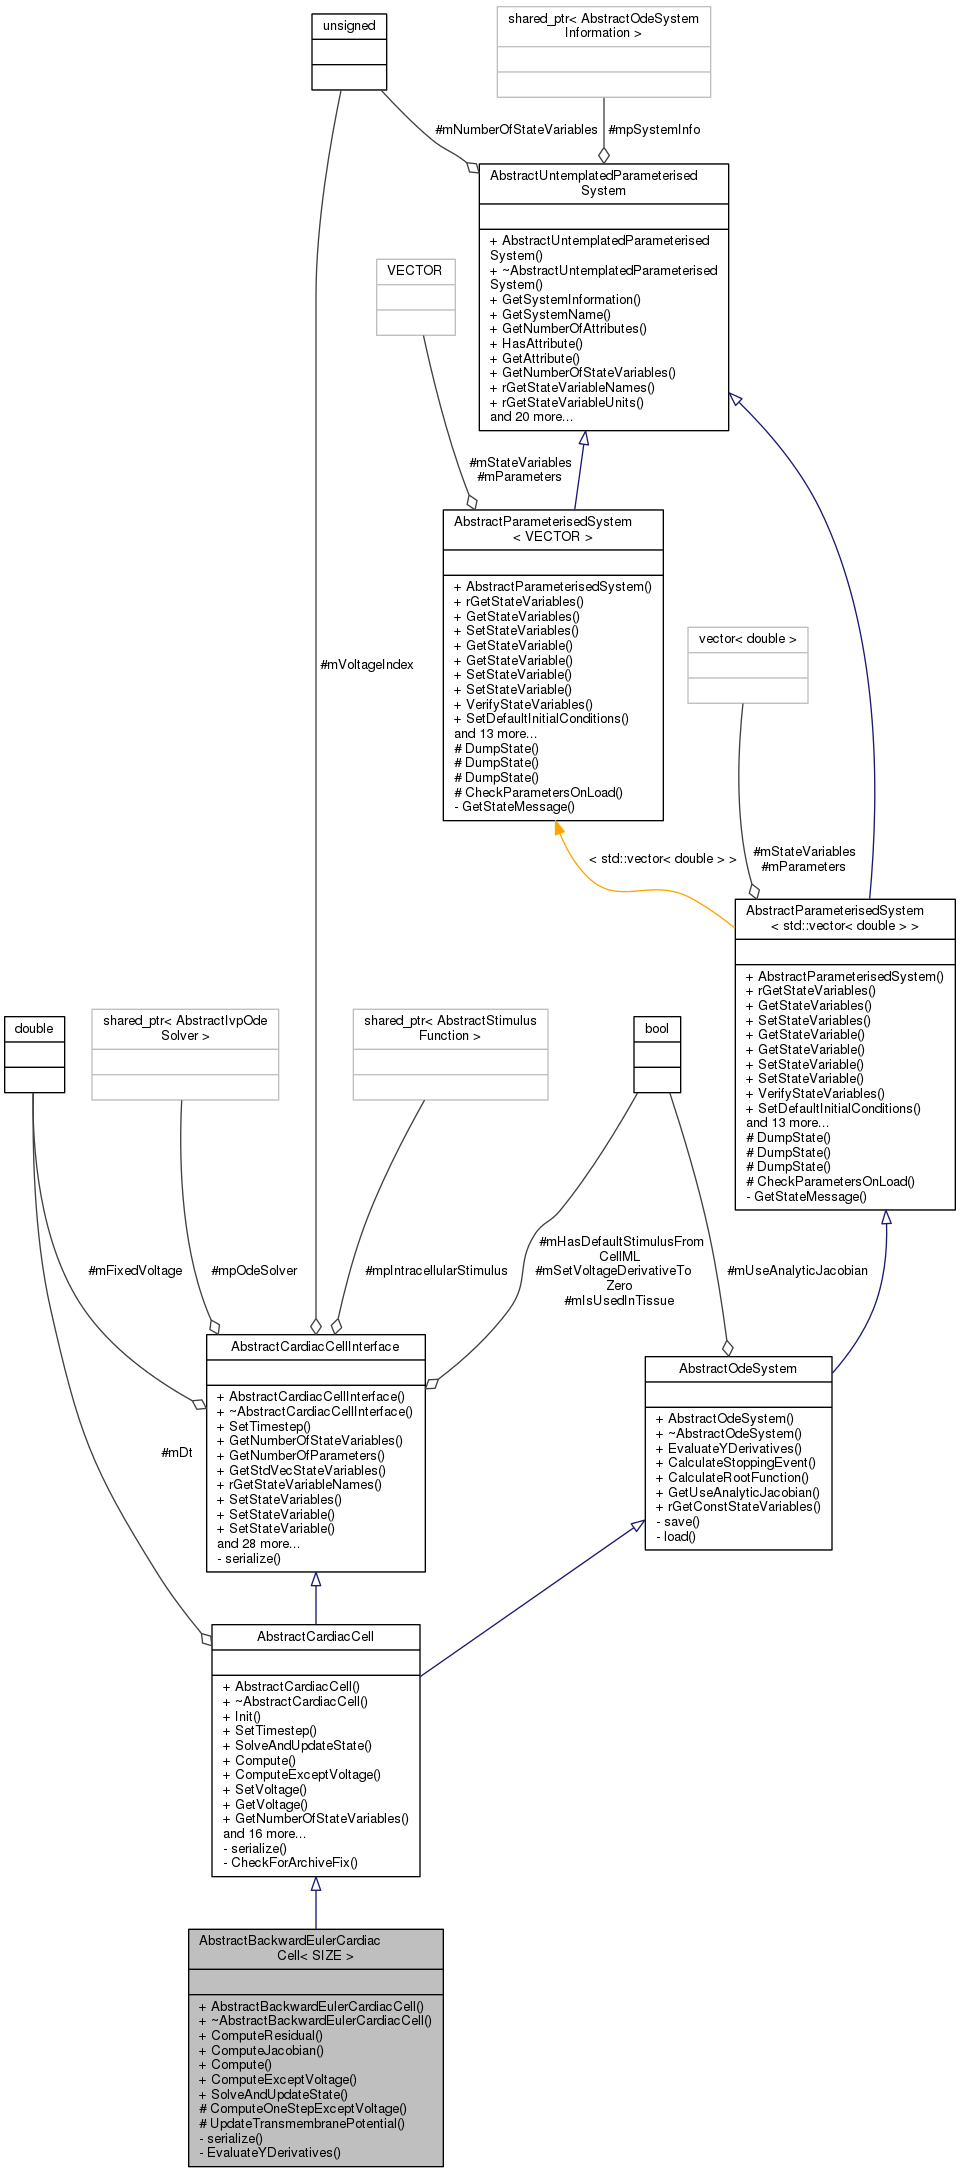 unsigned
shared_ptr< AbstractOdeSystem
Information >
#mNumberOfStateVariables
#mpSystemInfo
AbstractUntemplatedParameterised
System
+ AbstractUntemplatedParameterised
System()
+ ~AbstractUntemplatedParameterised
System()
+ GetSystemInformation()
+ GetSystemName()
+ GetNumberOfAttributes()
+ HasAttribute()
+ GetAttribute()
+ GetNumberOfStateVariables()
+ rGetStateVariableNames()
+ rGetStateVariableUnits()
and 20 more...
VECTOR
#mStateVariables
#mParameters
AbstractParameterisedSystem
< VECTOR >
+ AbstractParameterisedSystem()
+ rGetStateVariables()
+ GetStateVariables()
+ SetStateVariables()
+ GetStateVariable()
+ GetStateVariable()
+ SetStateVariable()
+ SetStateVariable()
+ VerifyStateVariables()
+ SetDefaultInitialConditions()
and 13 more...
# DumpState()
# DumpState()
# DumpState()
# CheckParametersOnLoad()
- GetStateMessage()
vector< double >
#mVoltageIndex
< std::vector< double > >
#mStateVariables
#mParameters
AbstractParameterisedSystem
< std::vector< double > >
+ AbstractParameterisedSystem()
+ rGetStateVariables()
+ GetStateVariables()
+ SetStateVariables()
+ GetStateVariable()
+ GetStateVariable()
+ SetStateVariable()
+ SetStateVariable()
+ VerifyStateVariables()
+ SetDefaultInitialConditions()
and 13 more...
# DumpState()
# DumpState()
# DumpState()
# CheckParametersOnLoad()
- GetStateMessage()
double
shared_ptr< AbstractIvpOde
Solver >
shared_ptr< AbstractStimulus
Function >
bool
#mFixedVoltage
#mpOdeSolver
#mpIntracellularStimulus
#mHasDefaultStimulusFrom
CellML
#mSetVoltageDerivativeTo
Zero
#mIsUsedInTissue
#mUseAnalyticJacobian
AbstractCardiacCellInterface
+ AbstractCardiacCellInterface()
+ ~AbstractCardiacCellInterface()
+ SetTimestep()
+ GetNumberOfStateVariables()
+ GetNumberOfParameters()
+ GetStdVecStateVariables()
+ rGetStateVariableNames()
+ SetStateVariables()
+ SetStateVariable()
+ SetStateVariable()
and 28 more...
- serialize()
AbstractOdeSystem
+ AbstractOdeSystem()
+ ~AbstractOdeSystem()
+ EvaluateYDerivatives()
+ CalculateStoppingEvent()
+ CalculateRootFunction()
+ GetUseAnalyticJacobian()
+ rGetConstStateVariables()
- save()
- load()
#mDt
AbstractCardiacCell
+ AbstractCardiacCell()
+ ~AbstractCardiacCell()
+ Init()
+ SetTimestep()
+ SolveAndUpdateState()
+ Compute()
+ ComputeExceptVoltage()
+ SetVoltage()
+ GetVoltage()
+ GetNumberOfStateVariables()
and 16 more...
- serialize()
- CheckForArchiveFix()
AbstractBackwardEulerCardiac
Cell< SIZE >
+ AbstractBackwardEulerCardiacCell()
+ ~AbstractBackwardEulerCardiacCell()
+ ComputeResidual()
+ ComputeJacobian()
+ Compute()
+ ComputeExceptVoltage()
+ SolveAndUpdateState()
# ComputeOneStepExceptVoltage()
# UpdateTransmembranePotential()
- serialize()
- EvaluateYDerivatives()